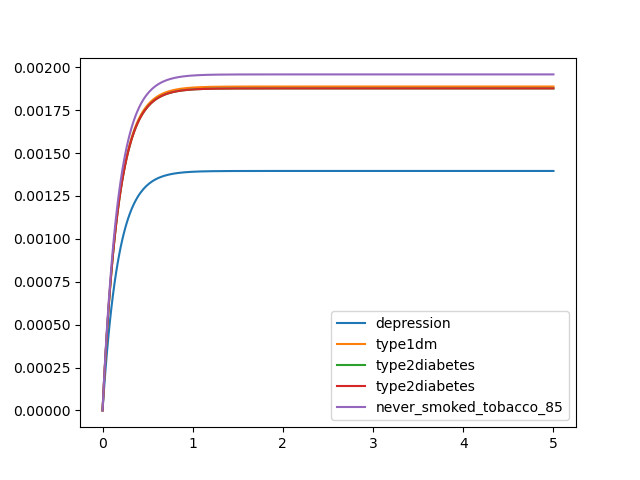 0.00200
0.00175
0.00150
0.00125
0.00100
0.00075
0.00050
0.00025
0.00000
depression
type1dm
type2diabetes
type2diabetes
never_smoked_tobacco_85
0 1 2 3 4 5